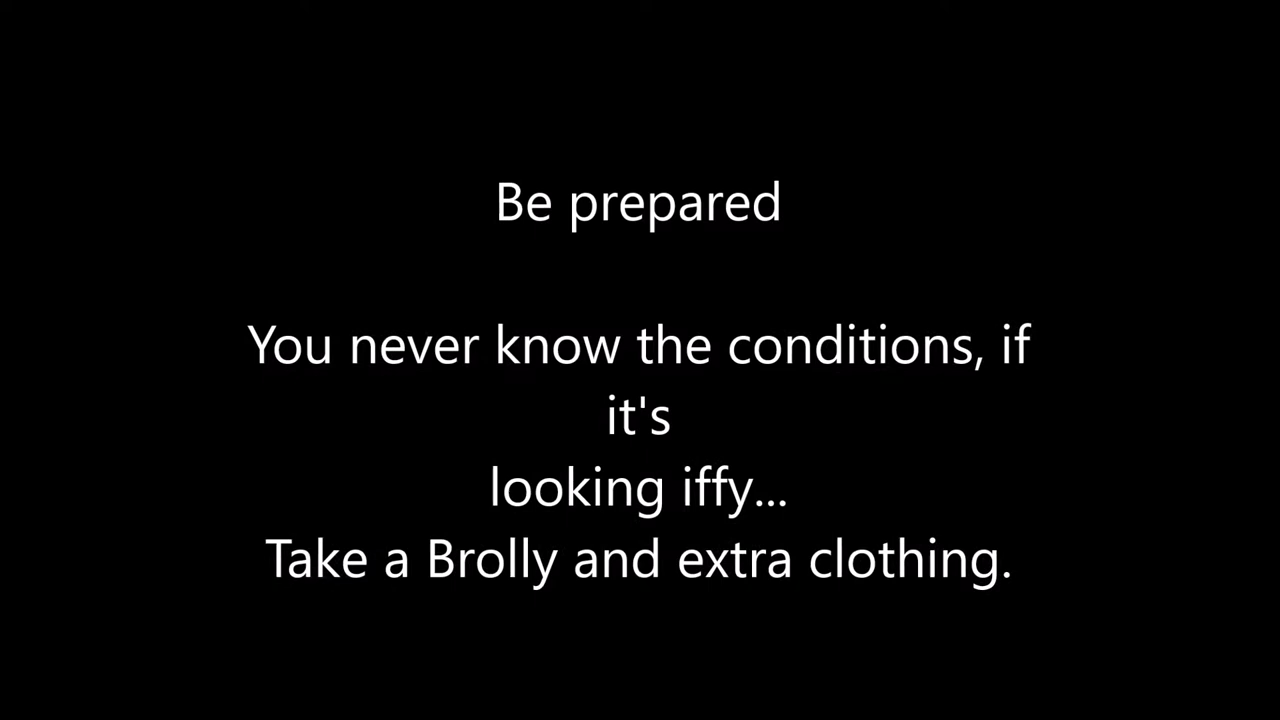 Be prepared
You never know the conditions, if
it's
looking iffy...
Take a Brolly and extra clothing.